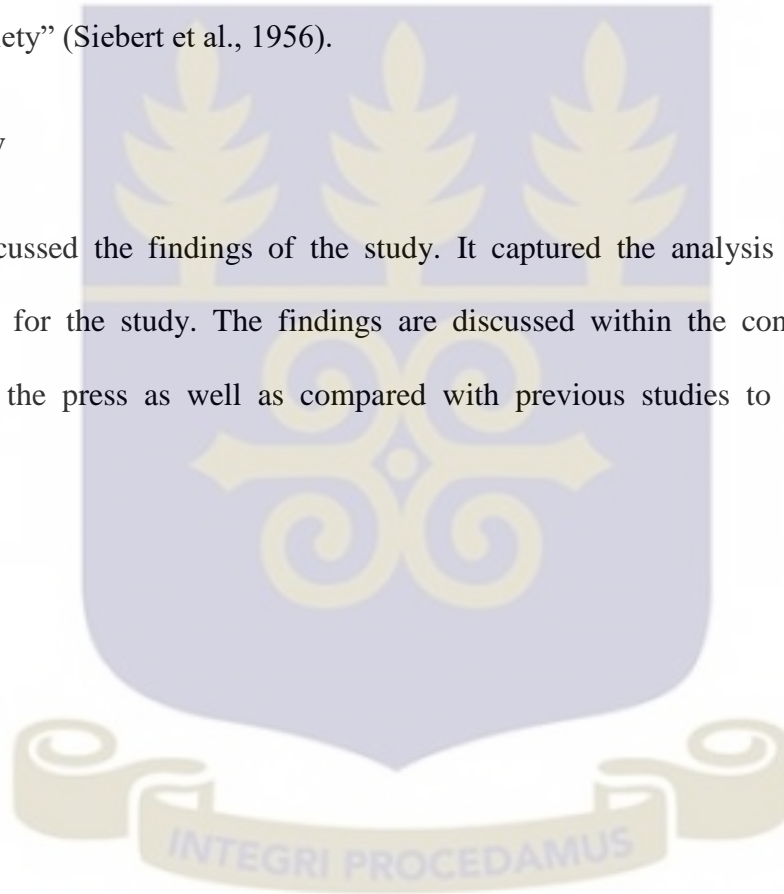 iety” (Siebert et al., 1956).
y
cussed the findings of the study. It captured the analysis
for the study. The findings are discussed within the con
the press as well as compared with previous studies to
INTEGRI PROCEDAMUS